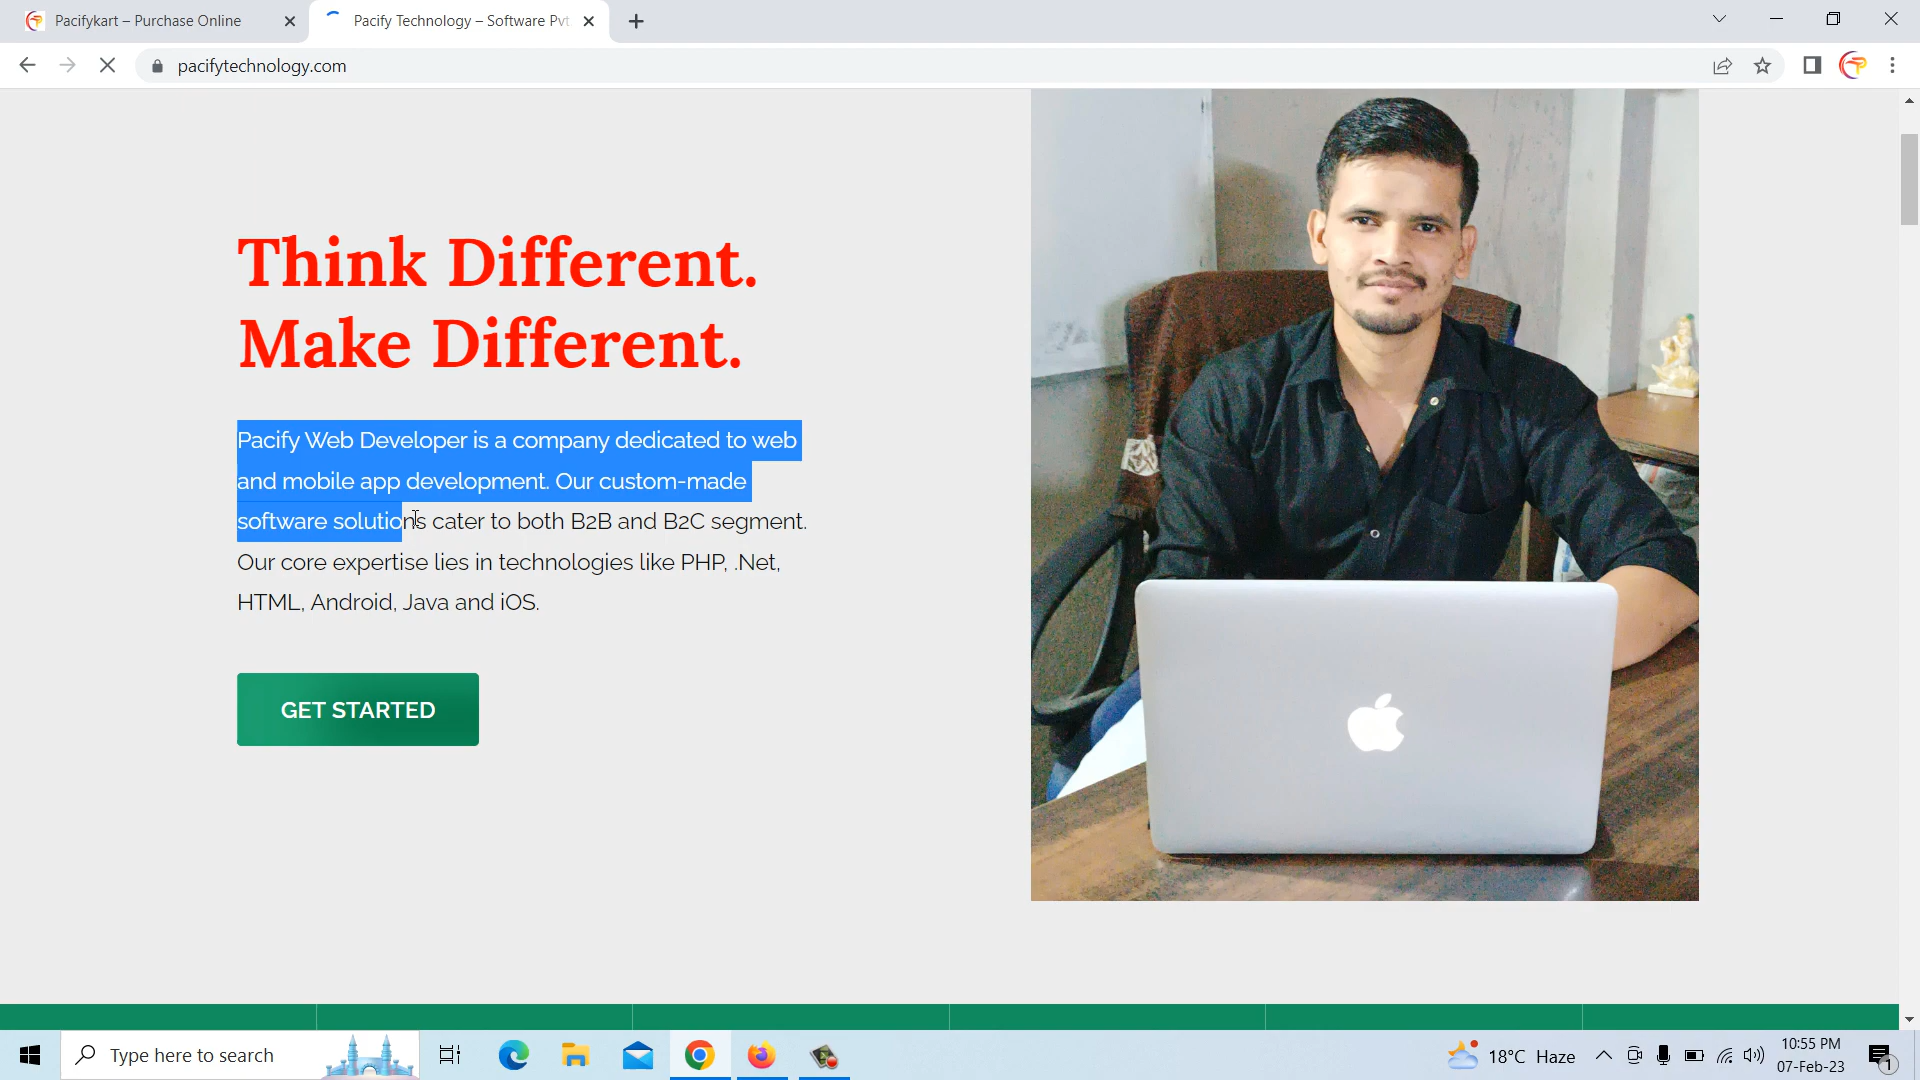 Pacifykart – Purchase Online
Pacify Technology – Software Pvt
pacifytechnology.com
Think Different.
Make Different.
Pacify Web Developer is a company dedicated to web
and mobile app development. Our custom-made
software solutions cater to both B2B and B2C segment.
Our core expertise lies in technologies like PHP, .Net,
HTML, Android, Java and iOS.
GET STARTED
Type here to search
18°C Haze
10:55 PM
07-Feb-23
1